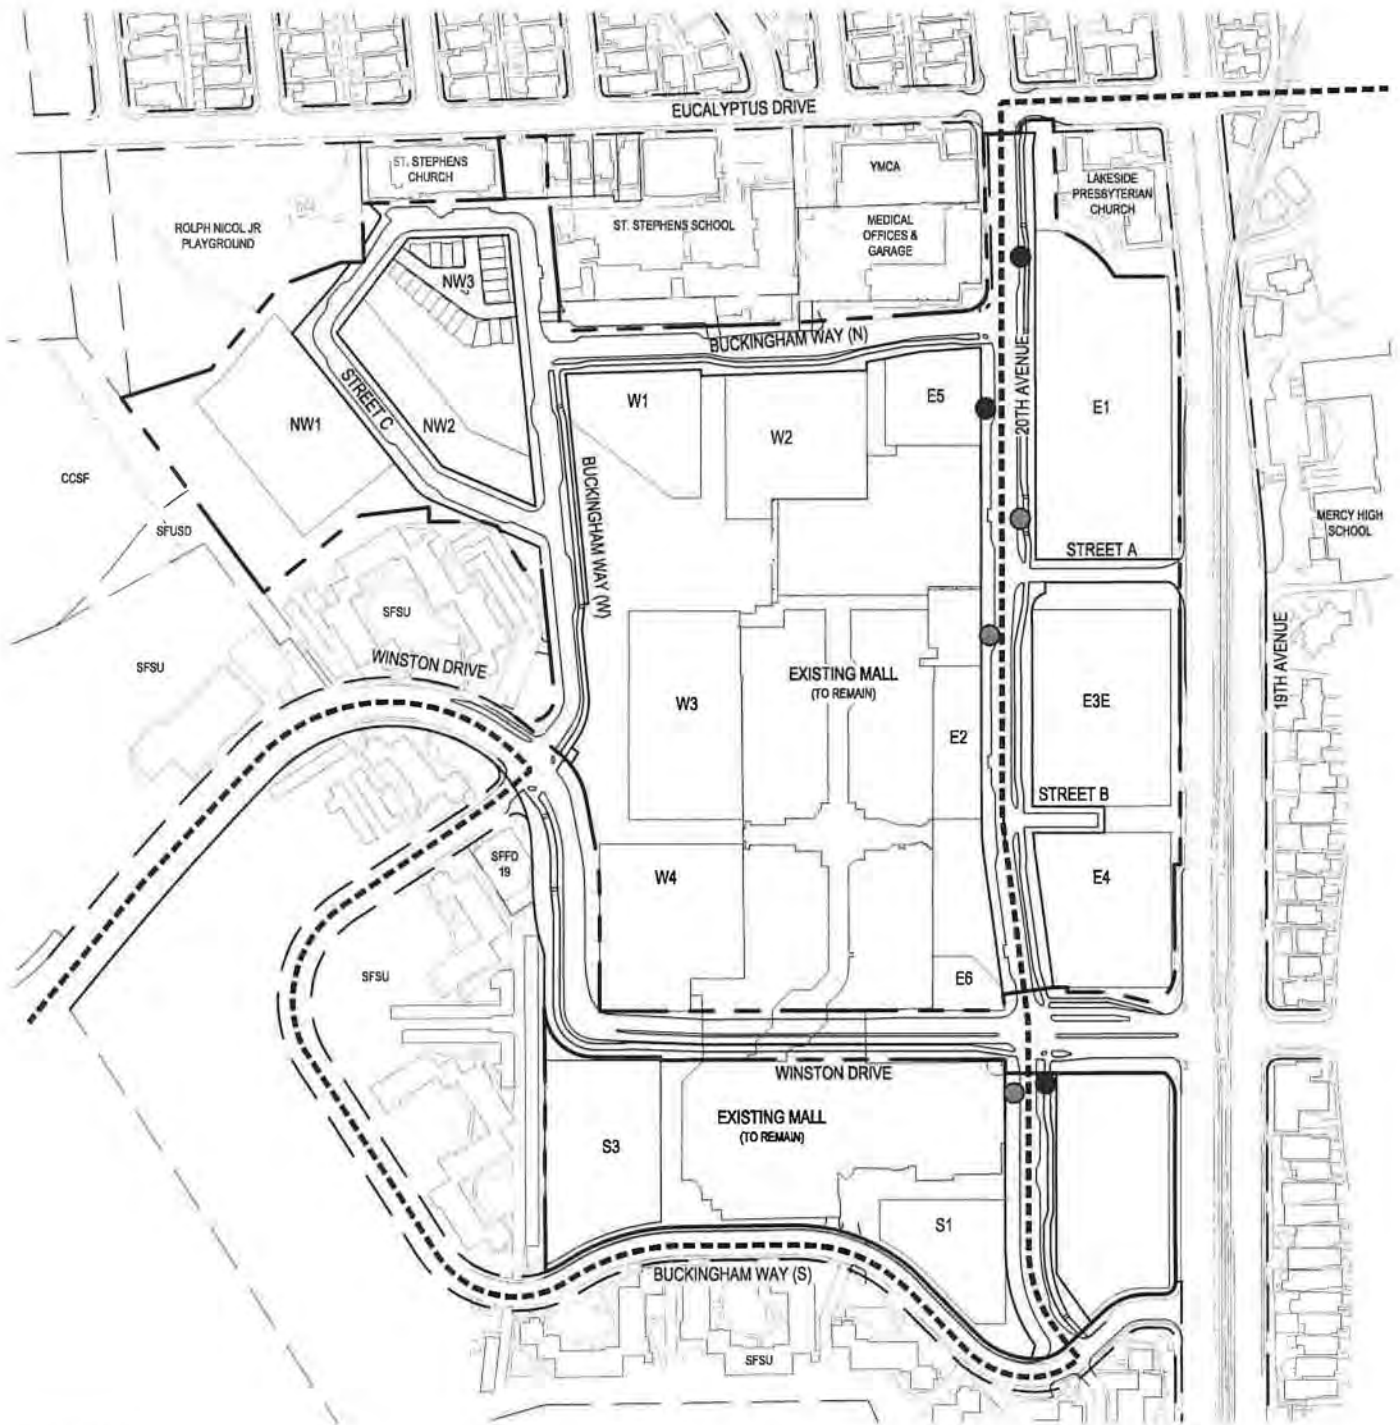 EUCALYPTUS DRIVE
ST. STEPHENS
CHURCH
YMCA
LAKESIDE
PRESBYTERIAN
CHURCH
ROLPH NICOL JR
PLAYGROUND
ST. STEPHENS SCHOOL
MEDICAL
OFFICES &
GARAGE
NW3
BUCKINGHAM WAY (N)
20TH AVENUE
STREET C
W1
E5
E1
NW1
NW2
W2
BUCKINGHAM WAY (W)
CCSF
SFUSD
MERCY HIGH
SCHOOL
STREET A
SFSU
SFSU
WINSTON DRIVE
EXISTING MALL
(TO REMAIN)
W3
E3E
19TH AVENUE
E2
STREET B
SFFD
19
W4
E4
SFSU
E6
WINSTON DRIVE
EXISTING MALL
(TO REMAIN)
S3
S1
BUCKINGHAM WAY (S)
SFSU